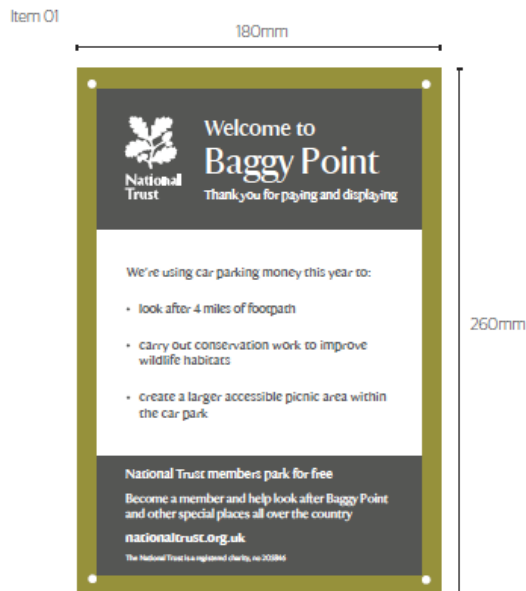 Item 01
180mm
National
Trust
Welcome to
Baggy Point
Thank you for paying and displaying
We're using car parking money this year to:
• look after 4 miles of footpath
• carry out conservation work to improve
wildlife habitats
• create a larger accessible picnic area within
the car park
260mm
National Trust members park for free
Become a member and help look after Baggy Point
and other special places all over the country
nationaltrust.org.uk
The National Trust is a registered charity, no 205846